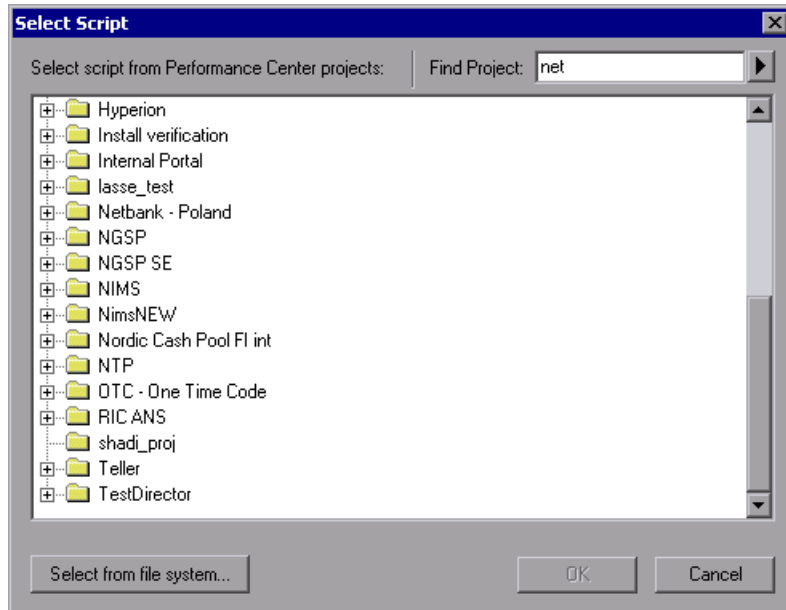 Select Script
Select script from Performance Center projects: Find Project: net
Hyperion
Install verification
Internal Portal
lasse_test
Netbank - Poland
NGSP
NGSP SE
NIMS
NimsNEW
Nordic Cash Pool FI int
NTP
OTC - One Time Code
RIC ANS
shadi_proj
Teller
TestDirector
Select from file system... OK Cancel